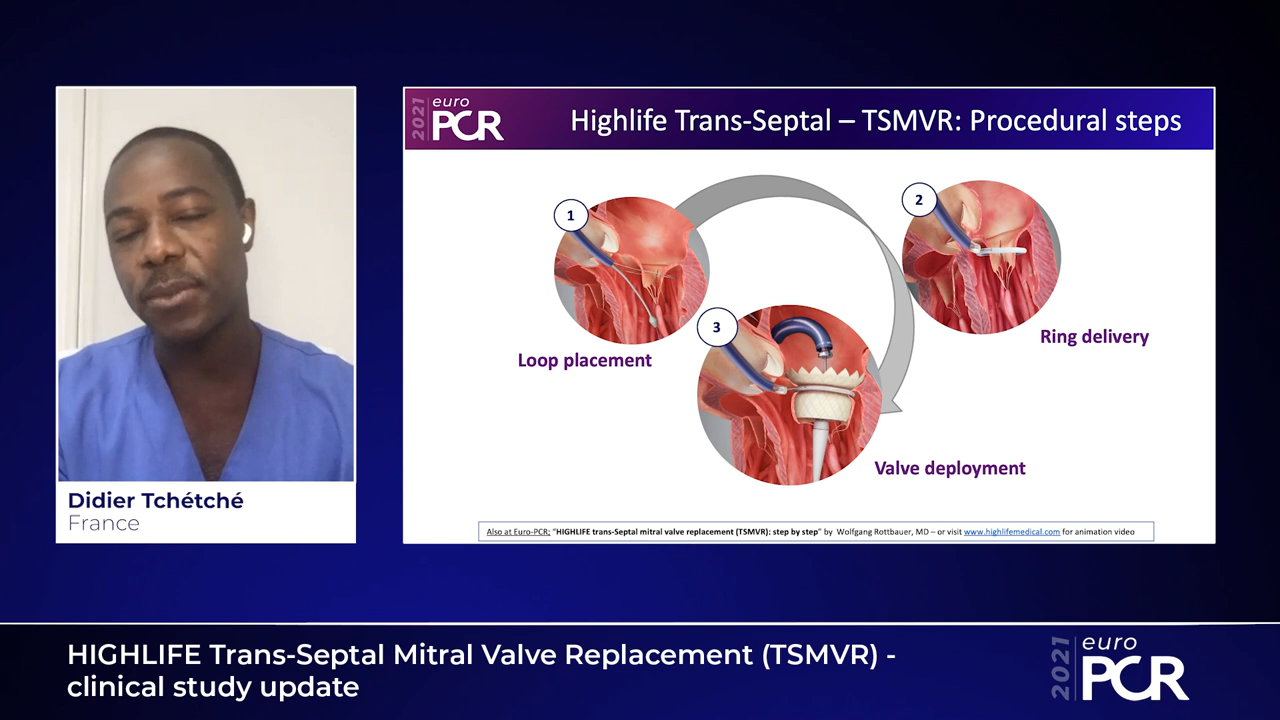 2021 euro
PCR
Highlife Trans-Septal – TSMVR: Procedural steps
1
Loop placement
2
Ring delivery
3
Valve deployment
Also at Euro-PCR: "HIGHLIFE trans-Septal mitral valve replacement (TSMVR): step by step" by Wolfgang Rottbauer, MD – or visit www.highlifemedical.com for animation video
Didier Tchétché
France
HIGHLIFE Trans-Septal Mitral Valve Replacement (TSMVR) -
clinical study update
2021 euro
PCR